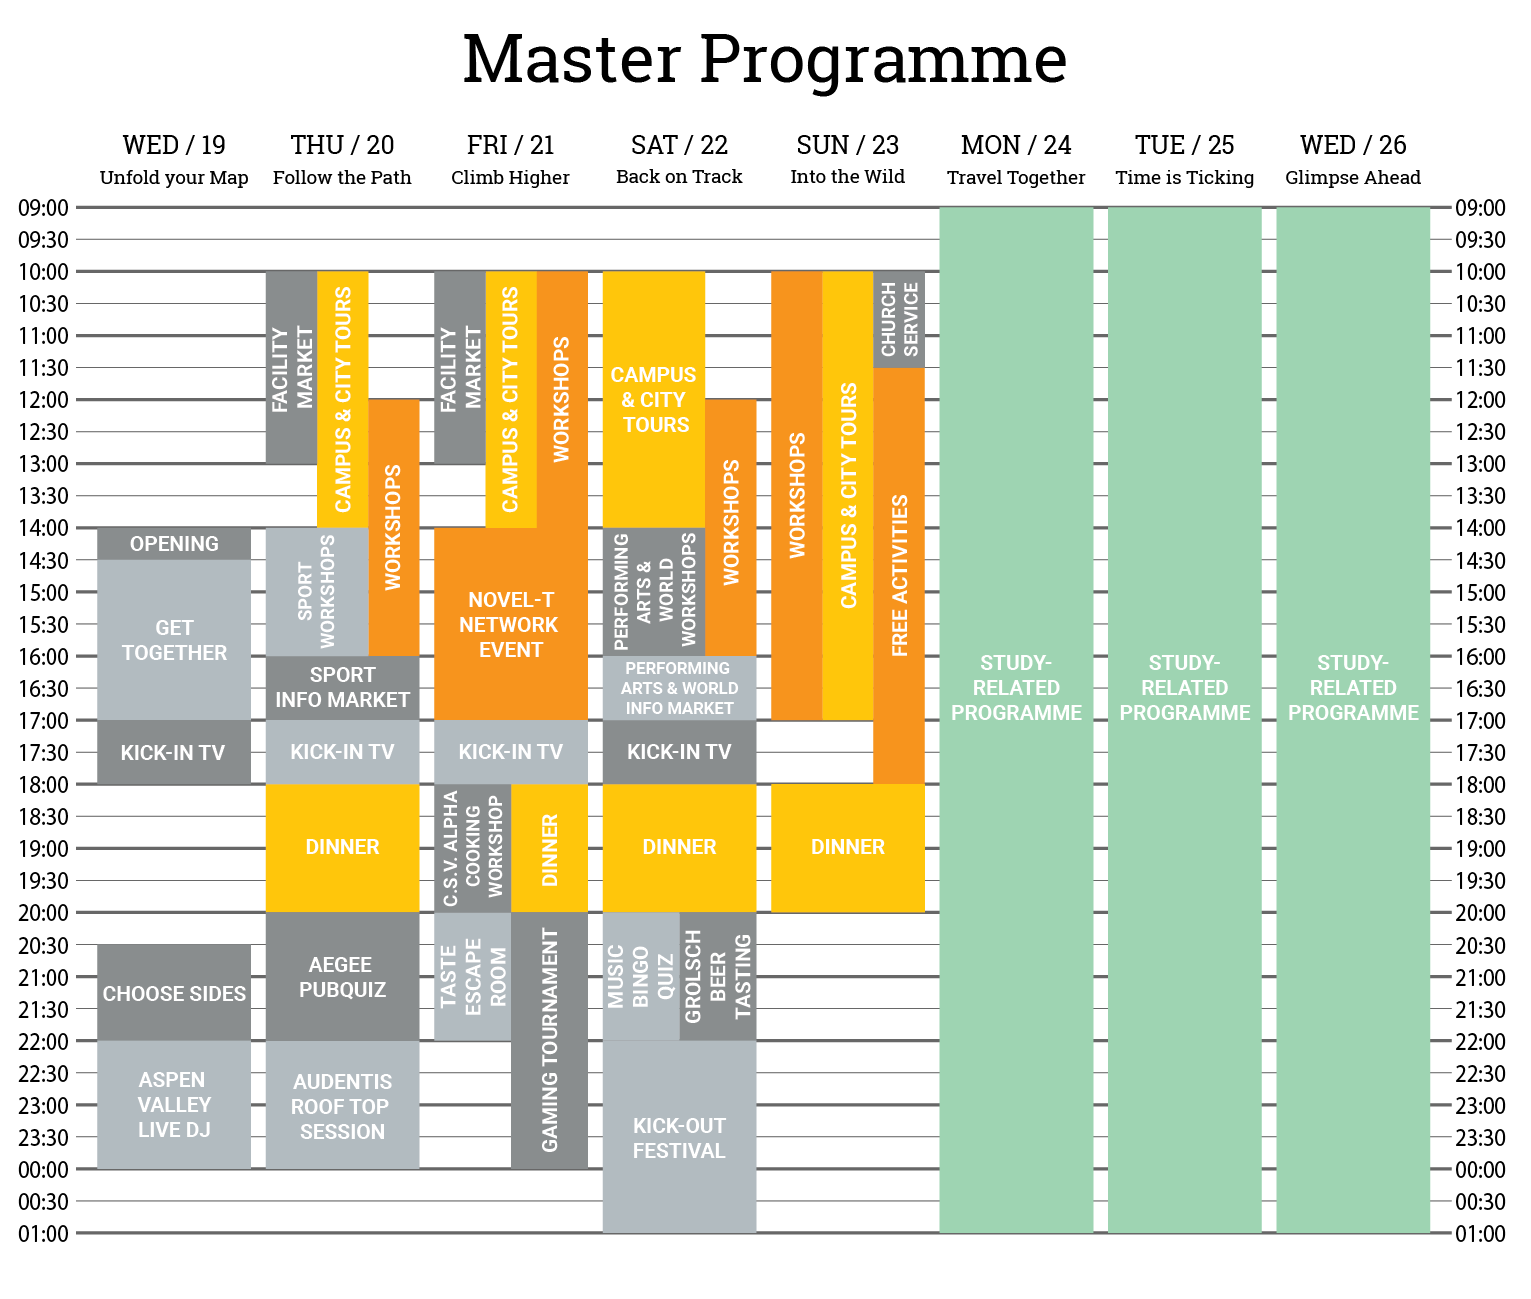 Master Programme
WED / 19
Unfold your Map
THU / 20
Follow the Path
FRI / 21
Climb Higher
SAT / 22
Back on Track
SUN / 23
Into the Wild
MON / 24
Travel Together
TUE / 25
Time is Ticking
WED / 26
Glimpse Ahead
09:00
09:30
10:00
10:30
11:00
11:30
12:00
12:30
13:00
13:30
14:00
14:30
15:00
15:30
16:00
16:30
17:00
17:30
18:00
18:30
19:00
19:30
20:00
20:30
21:00
21:30
22:00
22:30
23:00
23:30
00:00
00:30
01:00
OPENING
GET
TOGETHER
KICK-IN TV
CHOOSE SIDES
ASPEN
VALLEY
LIVE DJ
FACILITY
MARKET
CAMPUS & CITY TOURS
WORKSHOPS
SPORT
WORKSHOPS
SPORT
INFO MARKET
KICK-IN TV
DINNER
AEGEE
PUBQUIZ
AUDENTIS
ROOF TOP
SESSION
FACILITY
MARKET
CAMPUS & CITY TOURS
WORKSHOPS
NOVEL-T
NETWORK
EVENT
KICK-IN TV
C.S.V. ALPHA
COOKING
WORKSHOP
DINNER
TASTE
ESCAPE
ROOM
GAMING TOURNAMENT
CAMPUS
& CITY
TOURS
WORKSHOPS
PERFORMING
ARTS &
WORLD
WORKSHOPS
PERFORMING
ARTS & WORLD
INFO MARKET
KICK-IN TV
DINNER
MUSIC
BINGO
QUIZ
GROLSCH
BEER
TASTING
KICK-OUT
FESTIVAL
WORKSHOPS
CAMPUS & CITY TOURS
CHURCH
SERVICE
FREE ACTIVITIES
DINNER
STUDY-
RELATED
PROGRAMME
STUDY-
RELATED
PROGRAMME
STUDY-
RELATED
PROGRAMME
09:00
09:30
10:00
10:30
11:00
11:30
12:00
12:30
13:00
13:30
14:00
14:30
15:00
15:30
16:00
16:30
17:00
17:30
18:00
18:30
19:00
19:30
20:00
20:30
21:00
21:30
22:00
22:30
23:00
23:30
00:00
00:30
01:00